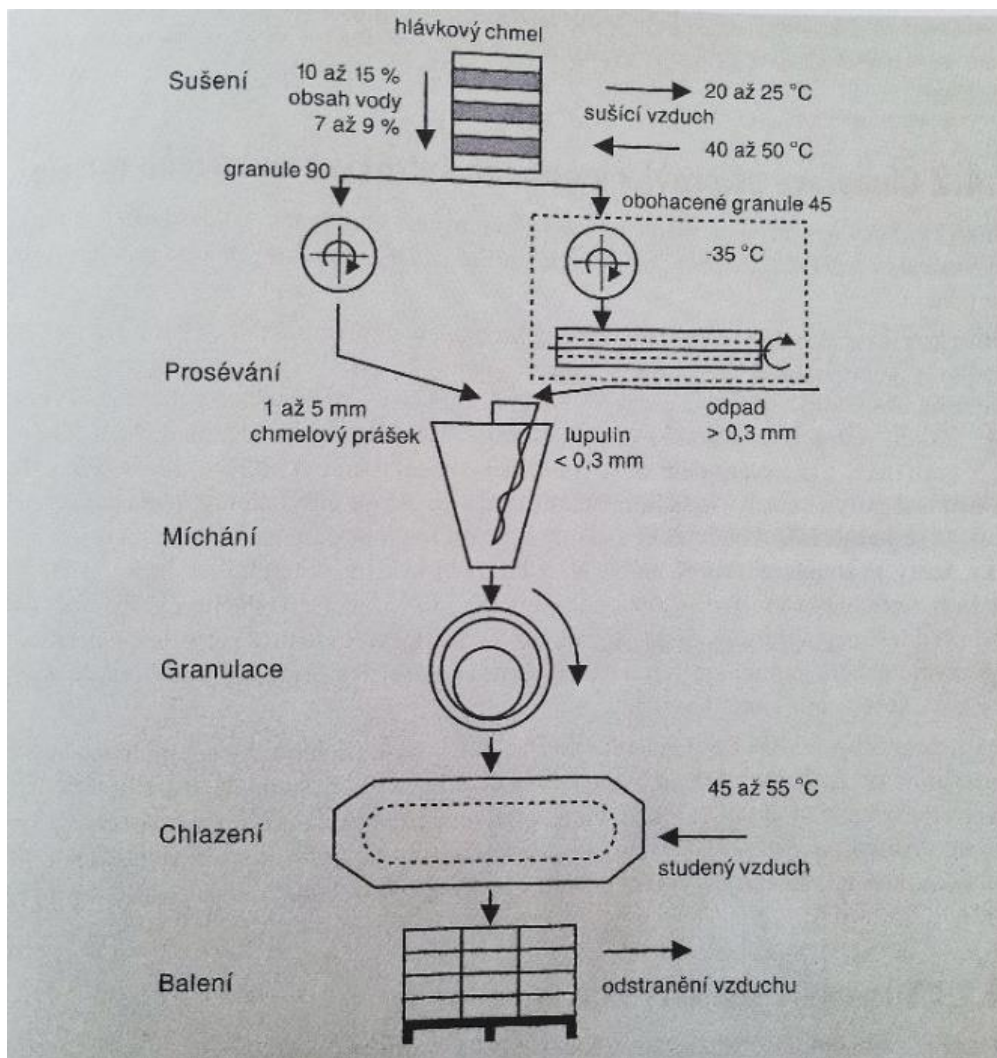 hlávkový chmel
Sušení
10 až 15 %
obsah vody
7 až 9 %
20 až 25 °C
sušící vzduch
40 až 50 °C
granule 90
obohacené granule 45
-35 °C
Prosévání
1 až 5 mm
chmelový prášek
lupulin
< 0,3 mm
odpad
> 0,3 mm
Míchání
Granulace
45 až 55 °C
Chlazení
studený vzduch
Balení
odstranění vzduchu